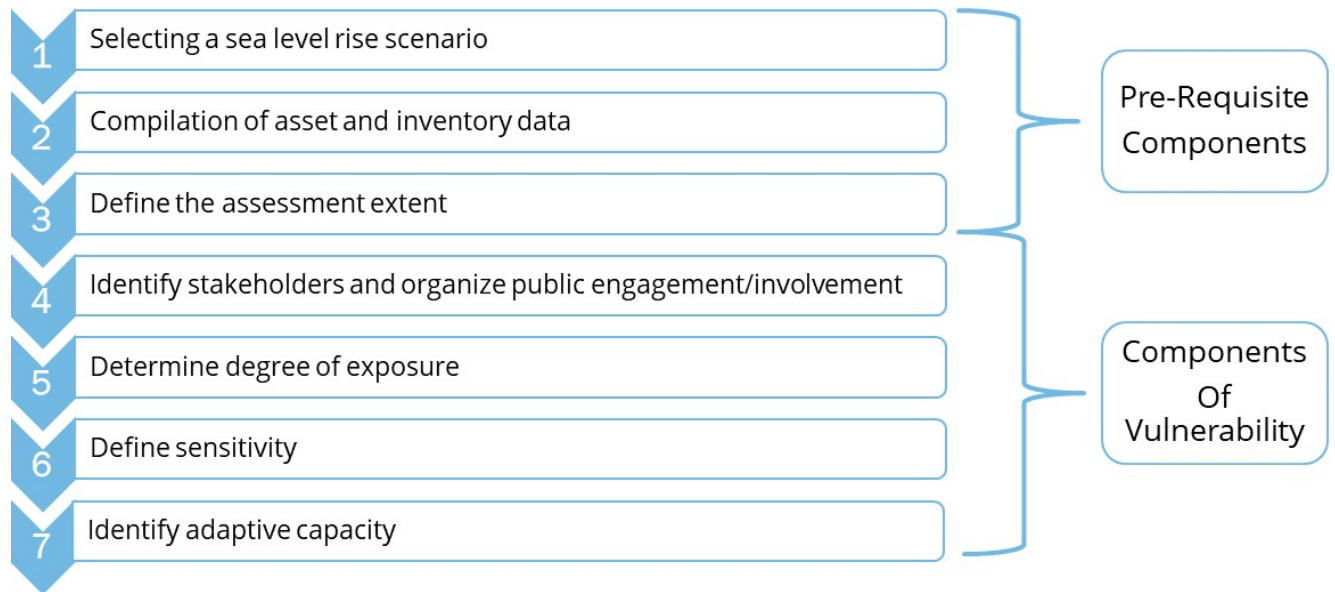 1
Selecting a sea level rise scenario
2
Compilation of asset and inventory data
3
Define the assessment extent
4
Identify stakeholders and organize public engagement/involvement
5
Determine degree of exposure
6
Define sensitivity
7
Identify adaptive capacity
Pre-Requisite
Components
Components
Of
Vulnerability